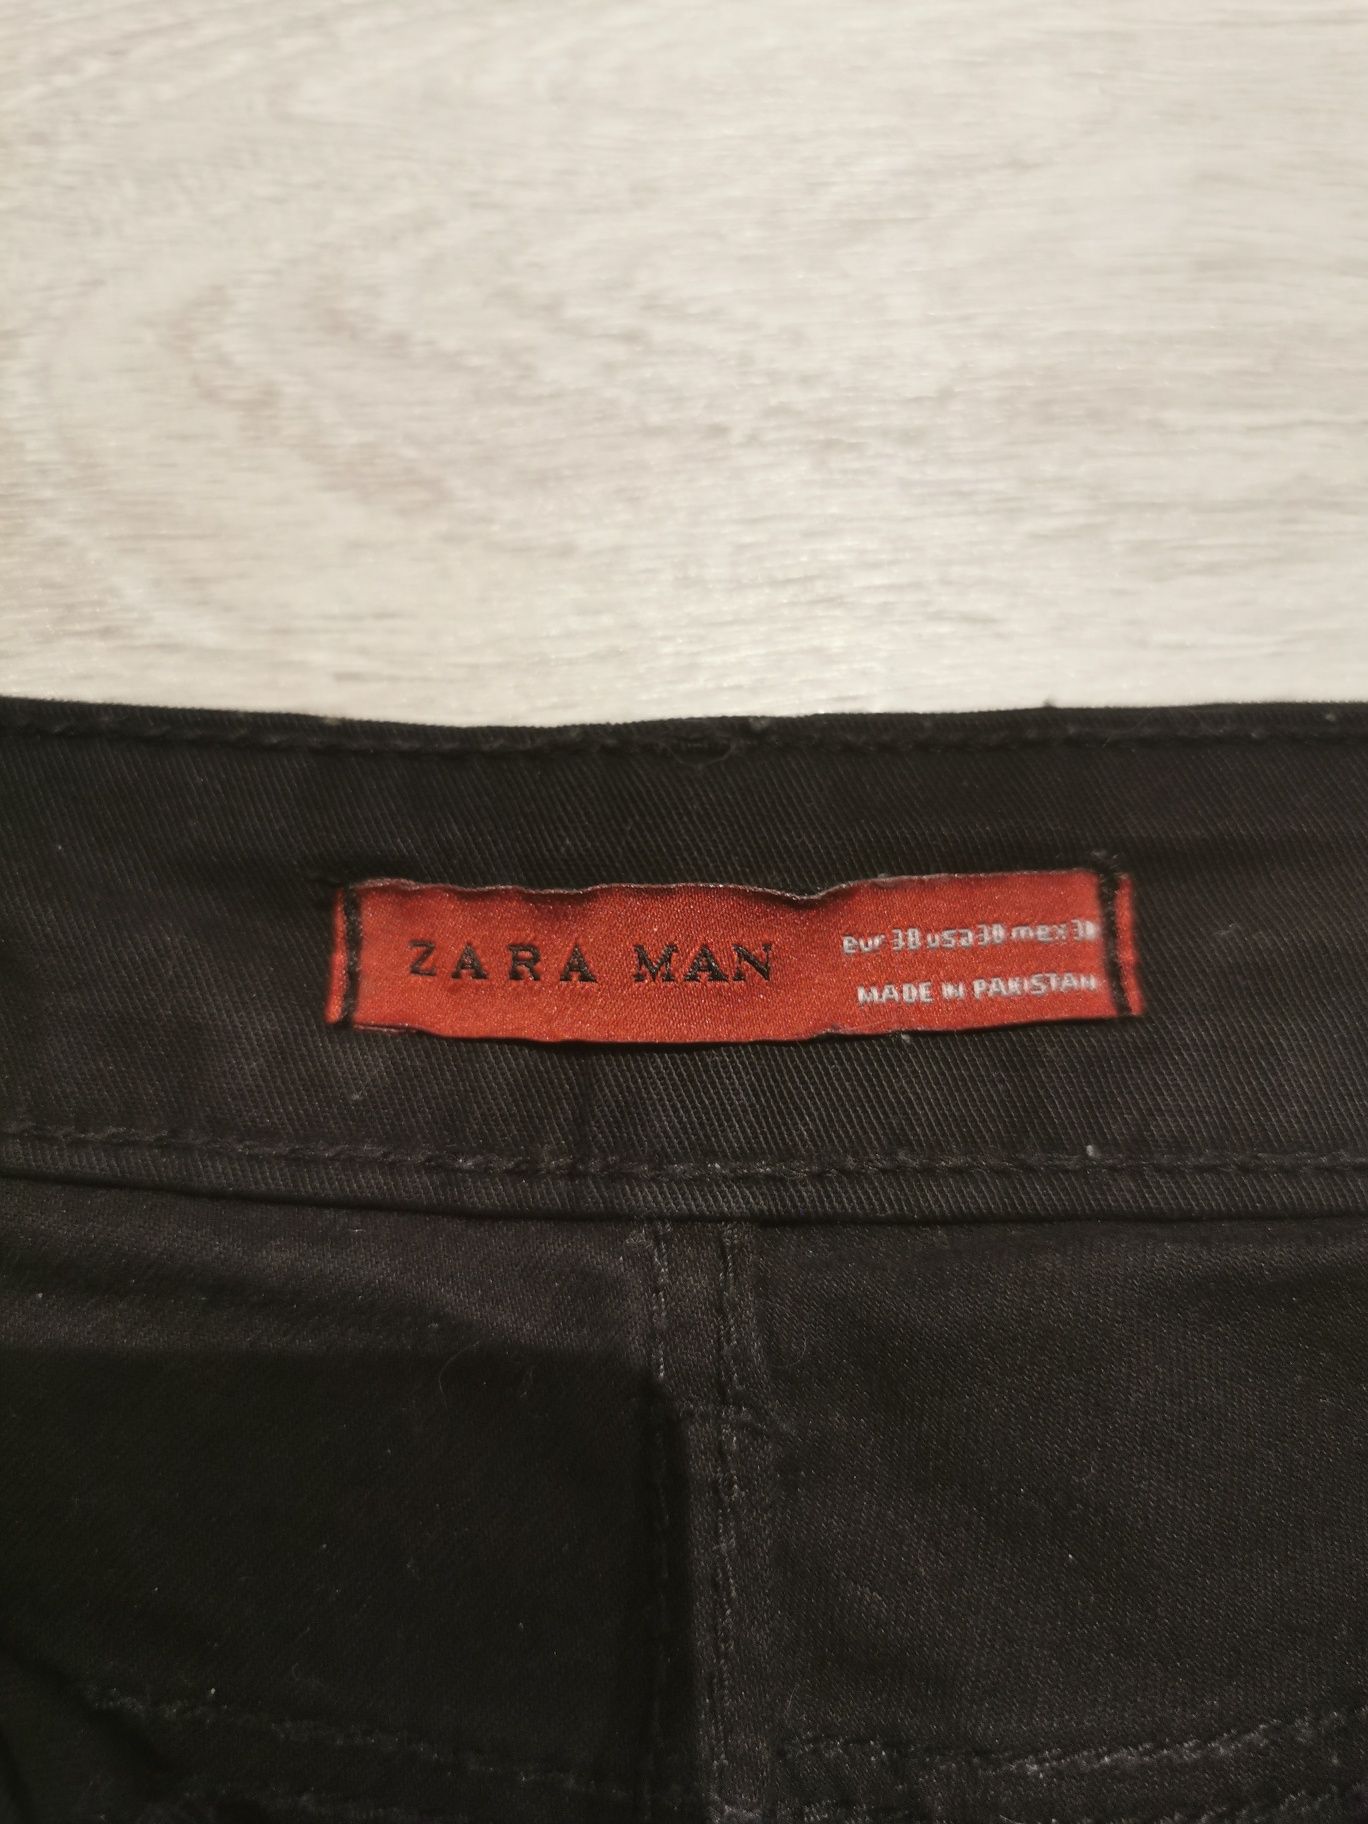 ZARA MAN
eur 38 usa 30 mex 30
MADE IN PAKISTAN